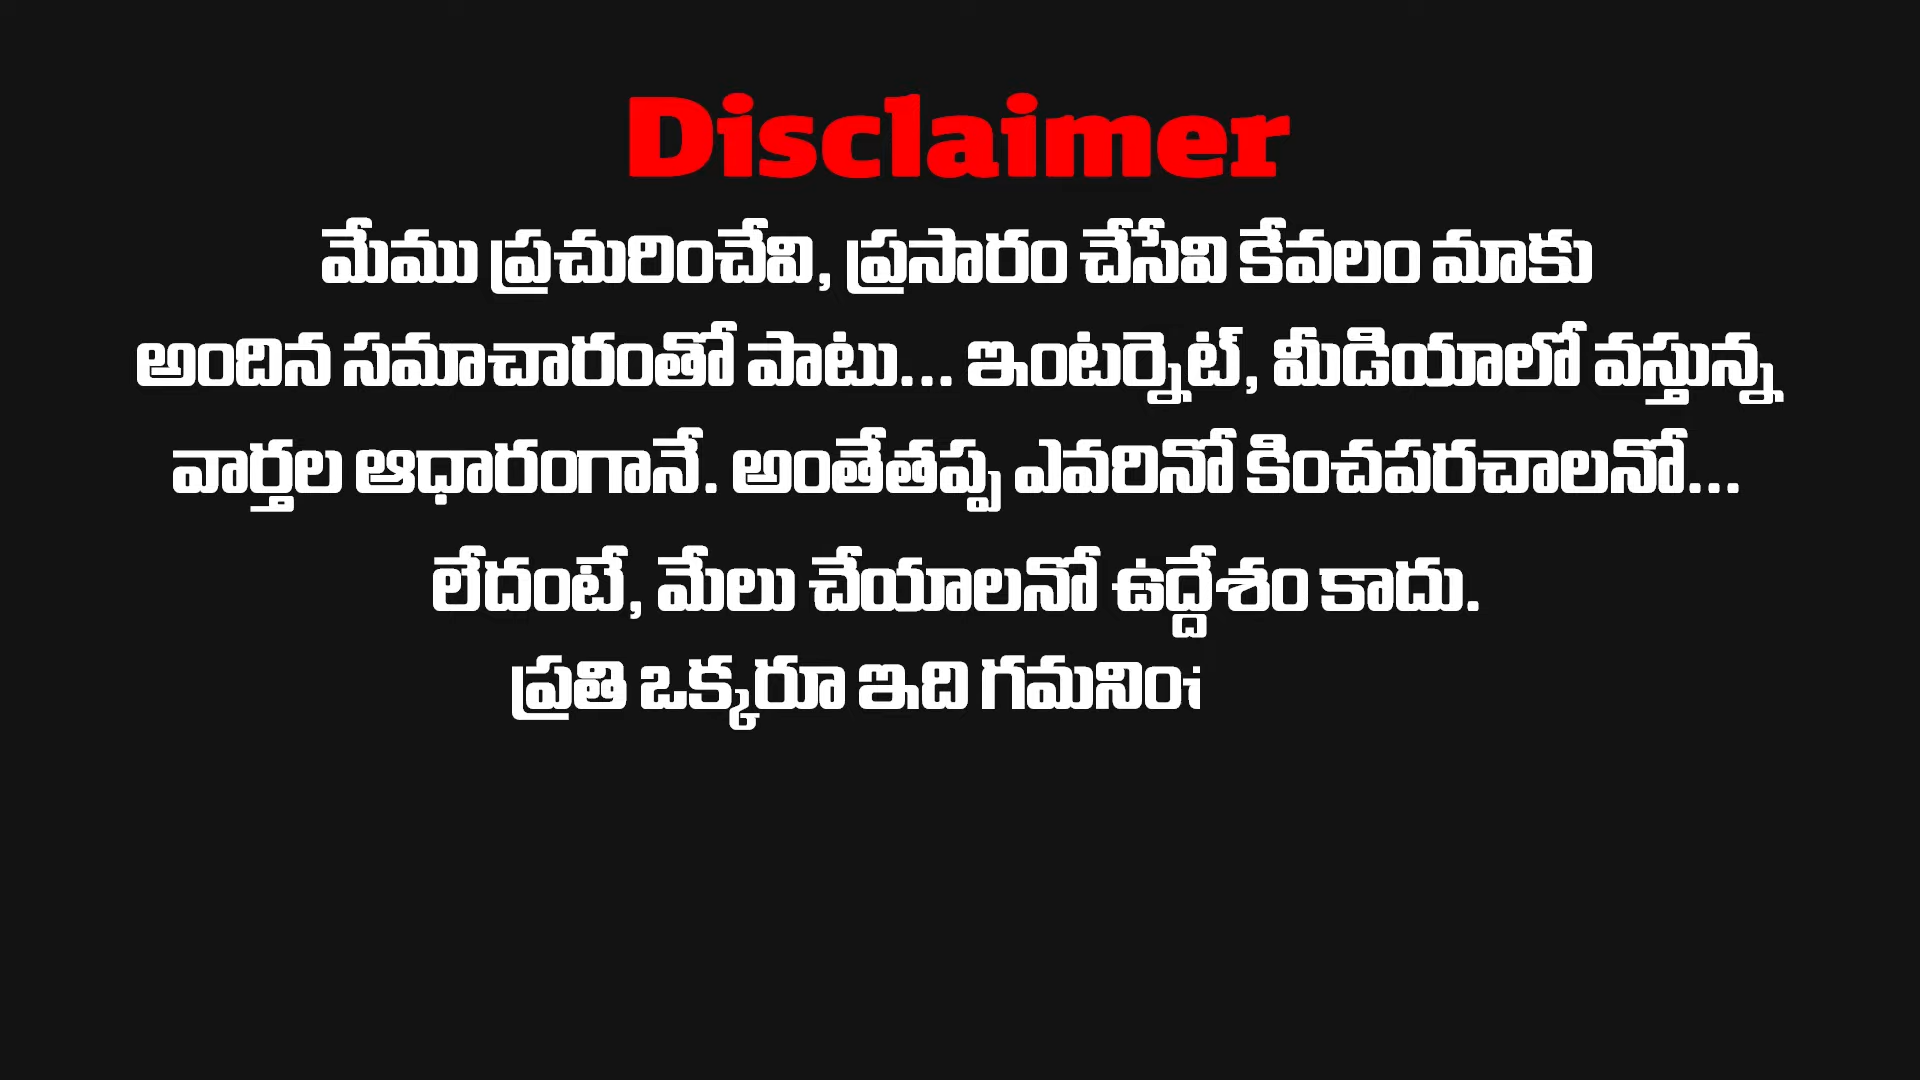 Disclaimer
మేము ప్రచురించేవి, ప్రసారం చేసేవి కేవలం మాకు
అందిన సమాచారంతో పాటు... ఇంటర్నెట్, మీడియాలో వస్తున్న
వార్తల ఆధారంగానే. అంతేతప్ప ఎవరినో కించపరచాలనో...
లేదంటే, మేలు చేయాలనో ఉద్దేశం కాదు.
ప్రతి ఒక్కరూ ఇది